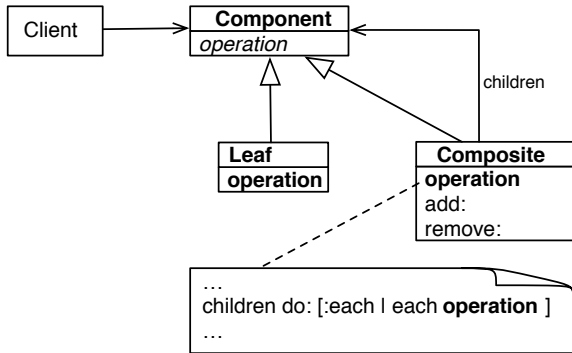 Client
Component
operation
children
Leaf
operation
Composite
operation
add:
remove:
...
children do: [:each | each operation ]
...